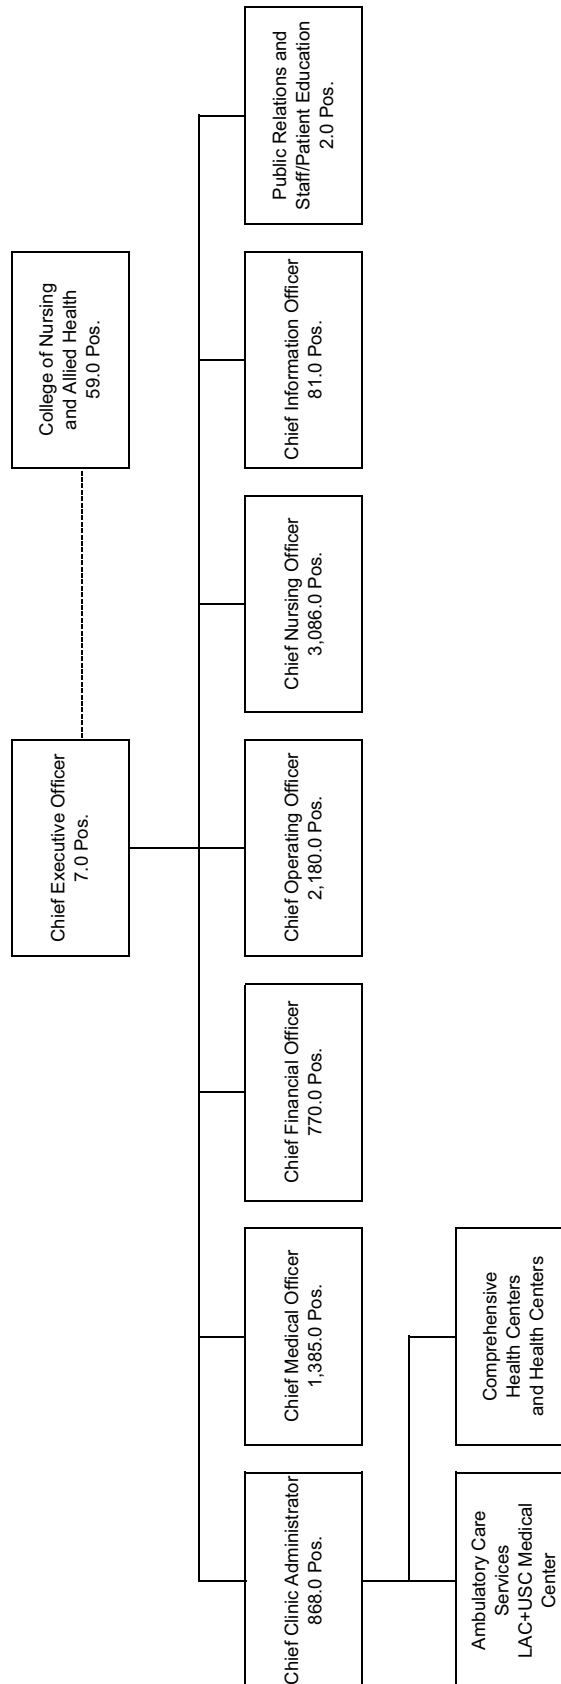 Chief Executive Officer
7.0 Pos.
College of Nursing
and Allied Health
59.0 Pos.
Chief Clinic Administrator
868.0 Pos.
Chief Medical Officer
1,385.0 Pos.
Chief Financial Officer
770.0 Pos.
Chief Operating Officer
2,180.0 Pos.
Chief Nursing Officer
3,086.0 Pos.
Chief Information Officer
81.0 Pos.
Public Relations and
Staff/Patient Education
2.0 Pos.
Ambulatory Care
Services
LAC+USC Medical
Center
Comprehensive
Health Centers
and Health Centers